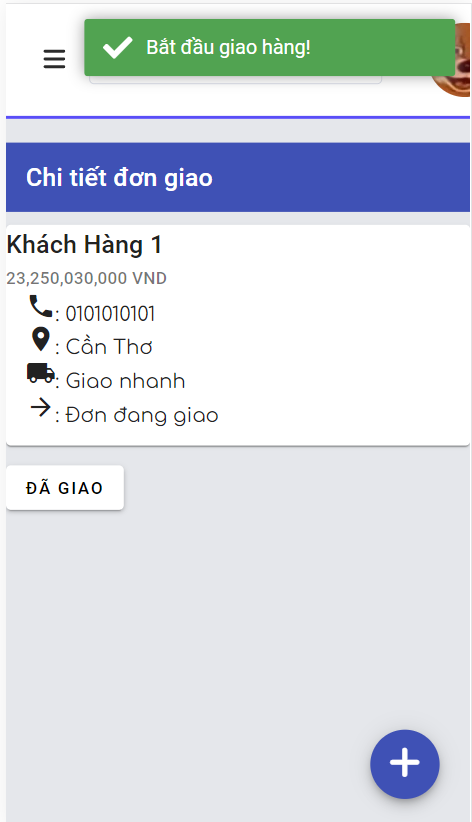 Bắt đầu giao hàng!
Chi tiết đơn giao
Khách Hàng 1
23,250,030,000 VND
: 0101010101
: Cần Thơ
: Giao nhanh
: Đơn đang giao
ĐÃ GIAO